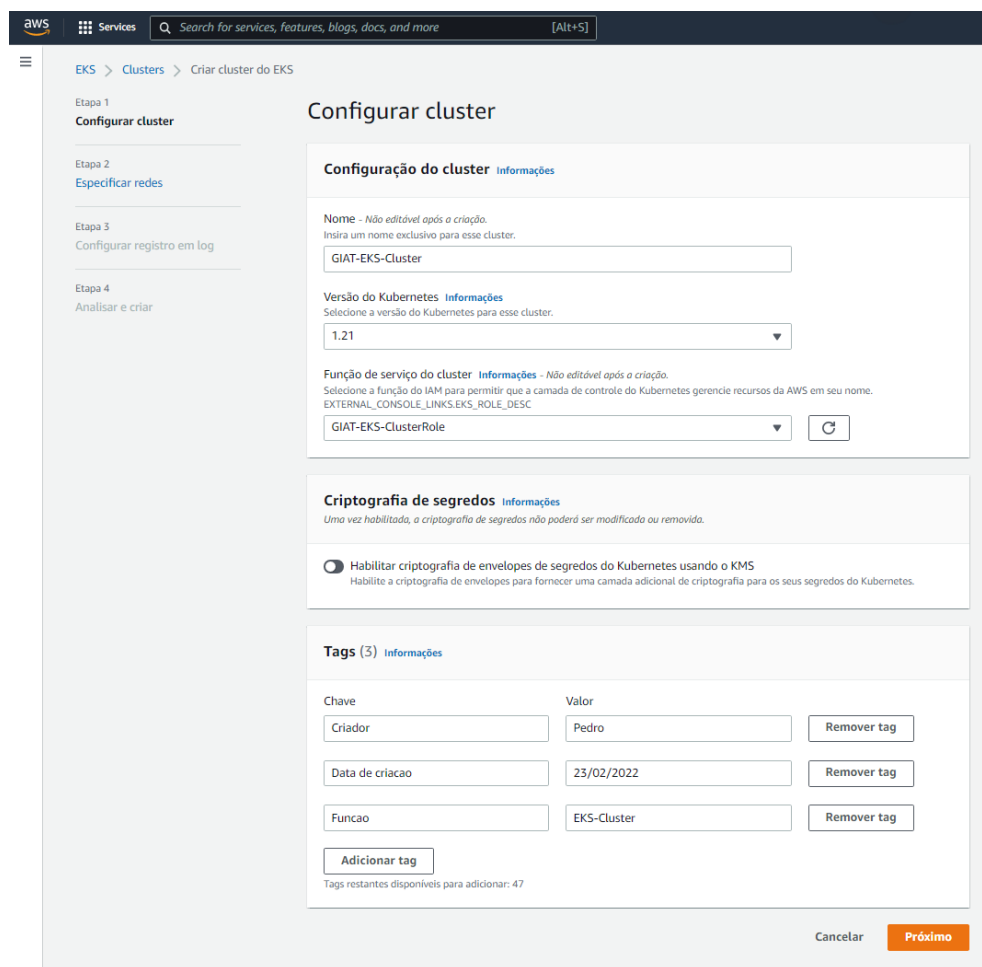 aws
Services
Search for services, features, blogs, docs, and more [Alt+S]
EKS > Clusters > Criar cluster do EKS
Etapa 1
Configurar cluster
Etapa 2
Especificar redes
Etapa 3
Configurar registro em log
Etapa 4
Analisar e criar
Configurar cluster
Configuração do cluster Informações
Nome - Não editável após a criação.
Insira um nome exclusivo para esse cluster.
GIAT-EKS-Cluster
Versão do Kubernetes Informações
Selecione a versão do Kubernetes para esse cluster.
1.21
Função de serviço do cluster Informações - Não editável após a criação.
Selecione a função do IAM para permitir que a camada de controle do Kubernetes gerencie recursos da AWS em seu nome.
EXTERNAL_CONSOLE_LINKS.EKS_ROLE_DESC
GIAT-EKS-ClusterRole
Criptografia de segredos Informações
Uma vez habilitada, a criptografia de segredos não poderá ser modificada ou removida.
Habilitar criptografia de envelopes de segredos do Kubernetes usando o KMS
Habilite a criptografia de envelopes para fornecer uma camada adicional de criptografia para os seus segredos do Kubernetes.
Tags (3) Informações
Chave Valor
Criador Pedro Remover tag
Data de criacao 23/02/2022 Remover tag
Funcao EKS-Cluster Remover tag
Adicionar tag
Tags restantes disponíveis para adicionar: 47
Cancelar Próximo